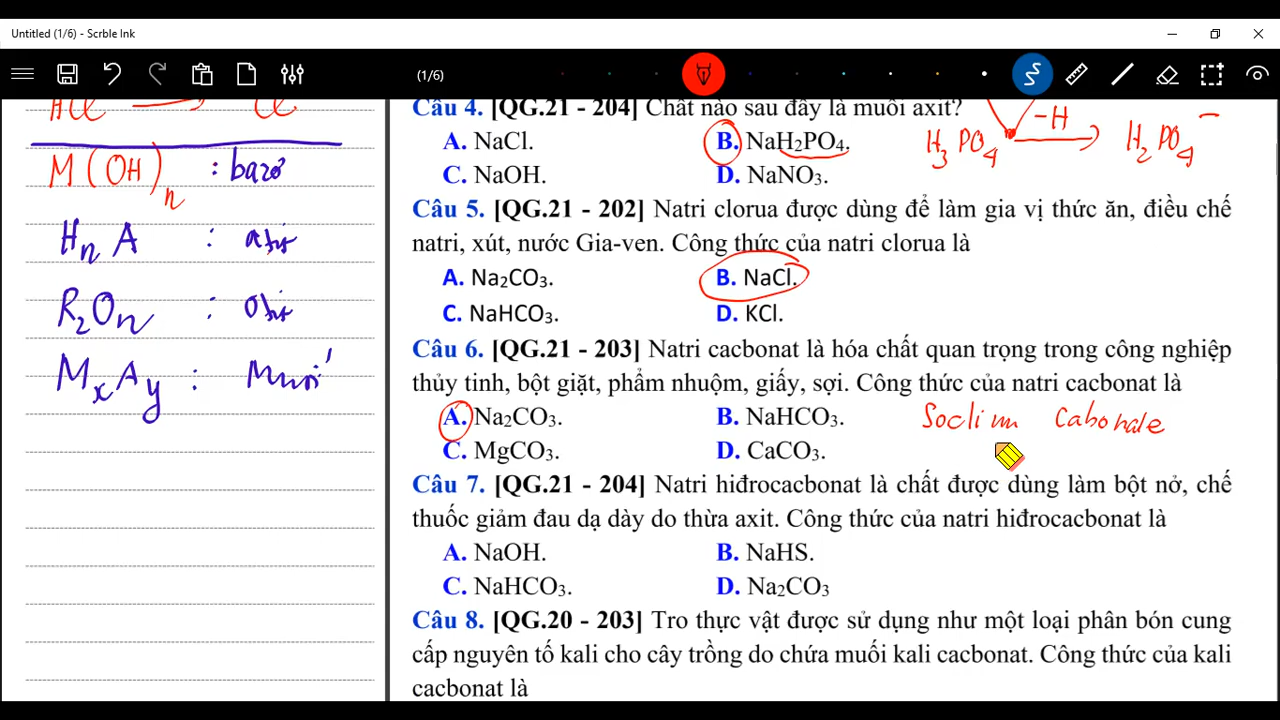 Untitled (1/6) - Scrble Ink
(1/6)
HCl → Cl
M(OH)n : bazơ
HnA : axit
R2On : Oxit
MxAy : Muối
Câu 4. [QG.21 - 204] Chất nào sau đây là muối axit?
A. NaCl. B. NaH₂PO₄.
C. NaOH. D. NaNO₃.
H3PO4 -H → H2PO4 –
Câu 5. [QG.21 - 202] Natri clorua được dùng để làm gia vị thức ăn, điều chế
natri, xút, nước Gia-ven. Công thức của natri clorua là
A. Na₂CO₃. B. NaCl.
C. NaHCO₃. D. KCl.
Câu 6. [QG.21 - 203] Natri cacbonat là hóa chất quan trọng trong công nghiệp
thủy tinh, bột giặt, phẩm nhuộm, giấy, sợi. Công thức của natri cacbonat là
A. Na₂CO₃. B. NaHCO₃. Sodium Cabonate
C. MgCO₃. D. CaCO₃.
Câu 7. [QG.21 - 204] Natri hiđrocacbonat là chất được dùng làm bột nở, chế
thuốc giảm đau dạ dày do thừa axit. Công thức của natri hiđrocacbonat là
A. NaOH. B. NaHS.
C. NaHCO₃. D. Na₂CO₃
Câu 8. [QG.20 - 203] Tro thực vật được sử dụng như một loại phân bón cung
cấp nguyên tố kali cho cây trồng do chứa muối kali cacbonat. Công thức của kali
cacbonat là